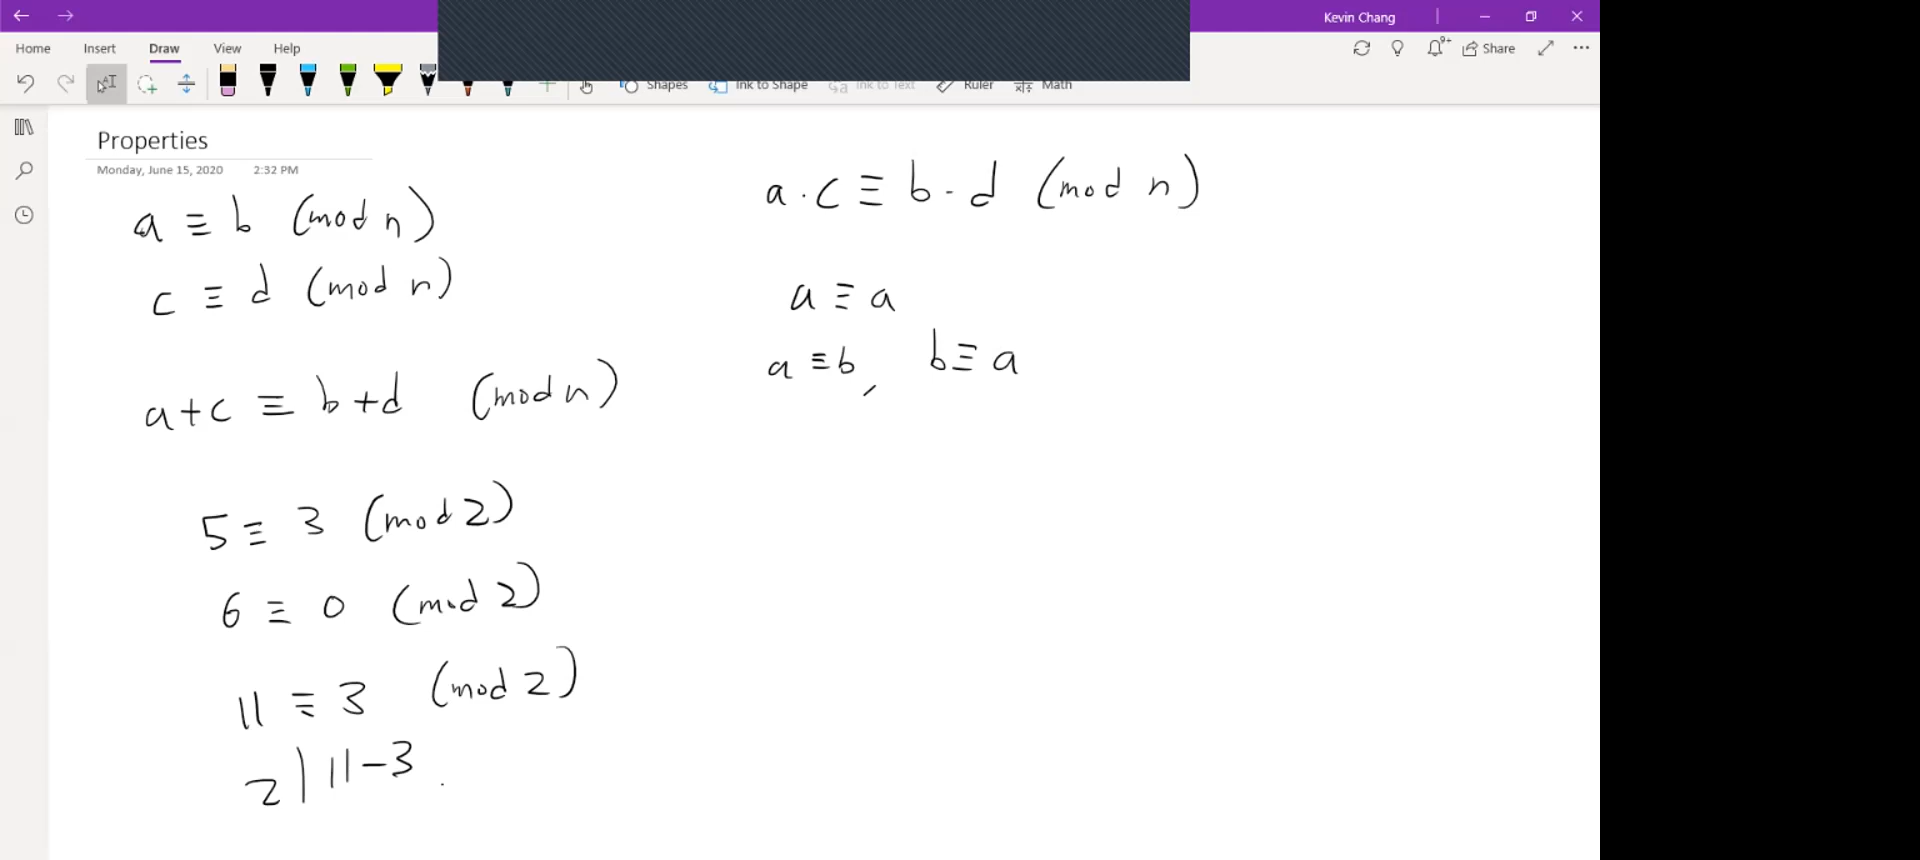 Kevin Chang
Home Insert Draw View Help
9+ Share
Shapes Ink to Shape Ink to Text Ruler Math
Properties
Monday, June 15, 2020 2:32 PM
a ≡ b (mod n)
c ≡ d (mod n)
a+c ≡ b+d (mod n)
5 ≡ 3 (mod 2)
6 ≡ 0 (mod 2)
11 ≡ 3 (mod 2)
2 | 11-3
a · c ≡ b · d (mod n)
a ≡ a
a ≡ b, b ≡ a